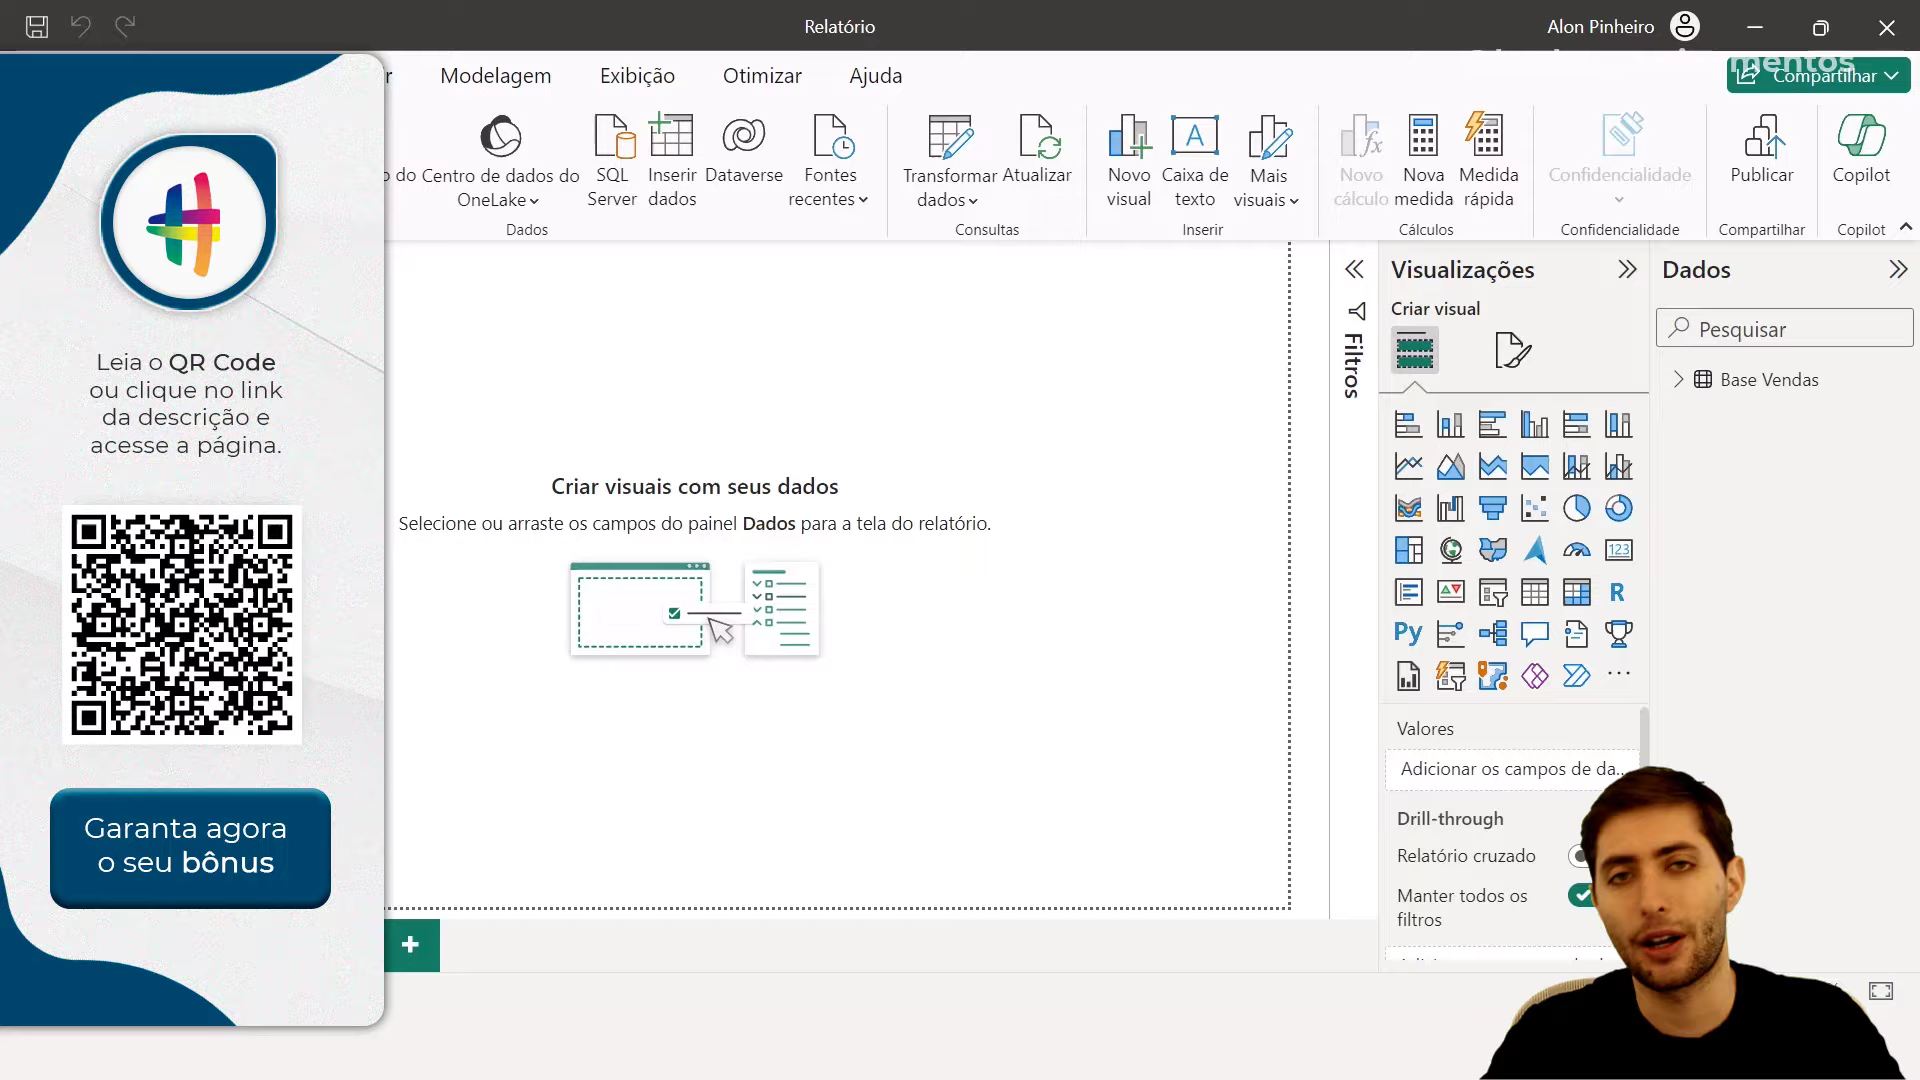 Relatório
Alon Pinheiro
Modelagem
Exibição
Otimizar
Ajuda
mentos
Compartilhar
o do
Centro de dados do
OneLake
SQL
Server
Inserir
dados
Dataverse
Fontes
recentes
Dados
Transformar
dados
Atualizar
Consultas
Novo
visual
Caixa de
texto
Mais
visuais
Inserir
Novo
cálculo
Nova
medida
Medida
rápida
Cálculos
Confidencialidade
Confidencialidade
Publicar
Compartilhar
Copilot
Copilot
Leia o QR Code
ou clique no link
da descrição e
acesse a página.
Garanta agora
o seu bônus
Criar visuais com seus dados
Selecione ou arraste os campos do painel Dados para a tela do relatório.
Filtros
Visualizações
Criar visual
123
R
Py
Valores
Adicionar os campos de da...
Drill-through
Relatório cruzado
Manter todos os
filtros
Dados
Pesquisar
Base Vendas